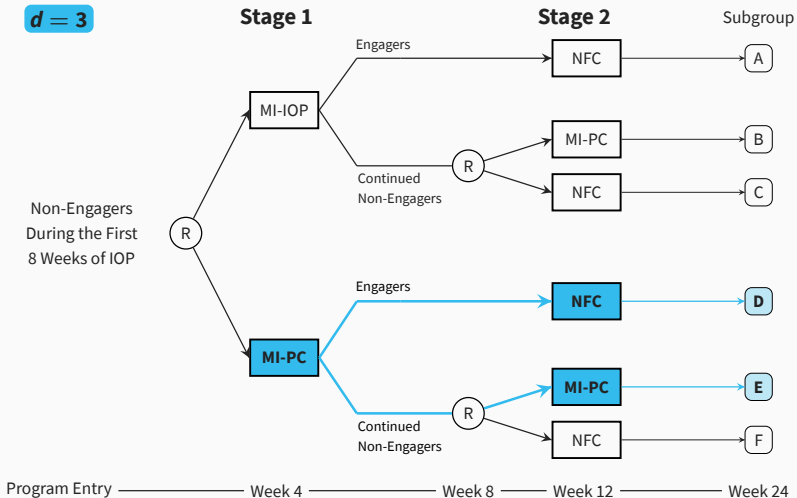 d = 3
Stage 1
Stage 2
Subgroup
Engagers
NFC
A
MI-IOP
MI-PC
B
R
Continued
Non-Engagers
NFC
C
Non-Engagers
During the First
8 Weeks of IOP
R
Engagers
NFC
D
MI-PC
MI-PC
E
R
Continued
Non-Engagers
NFC
F
Program Entry
Week 4
Week 8
Week 12
Week 24